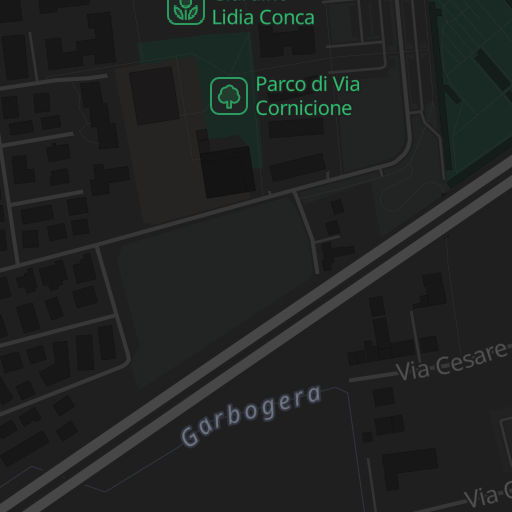 Lidia Conca
Parco di Via
Cornicione
Via Cesare
Garbogera